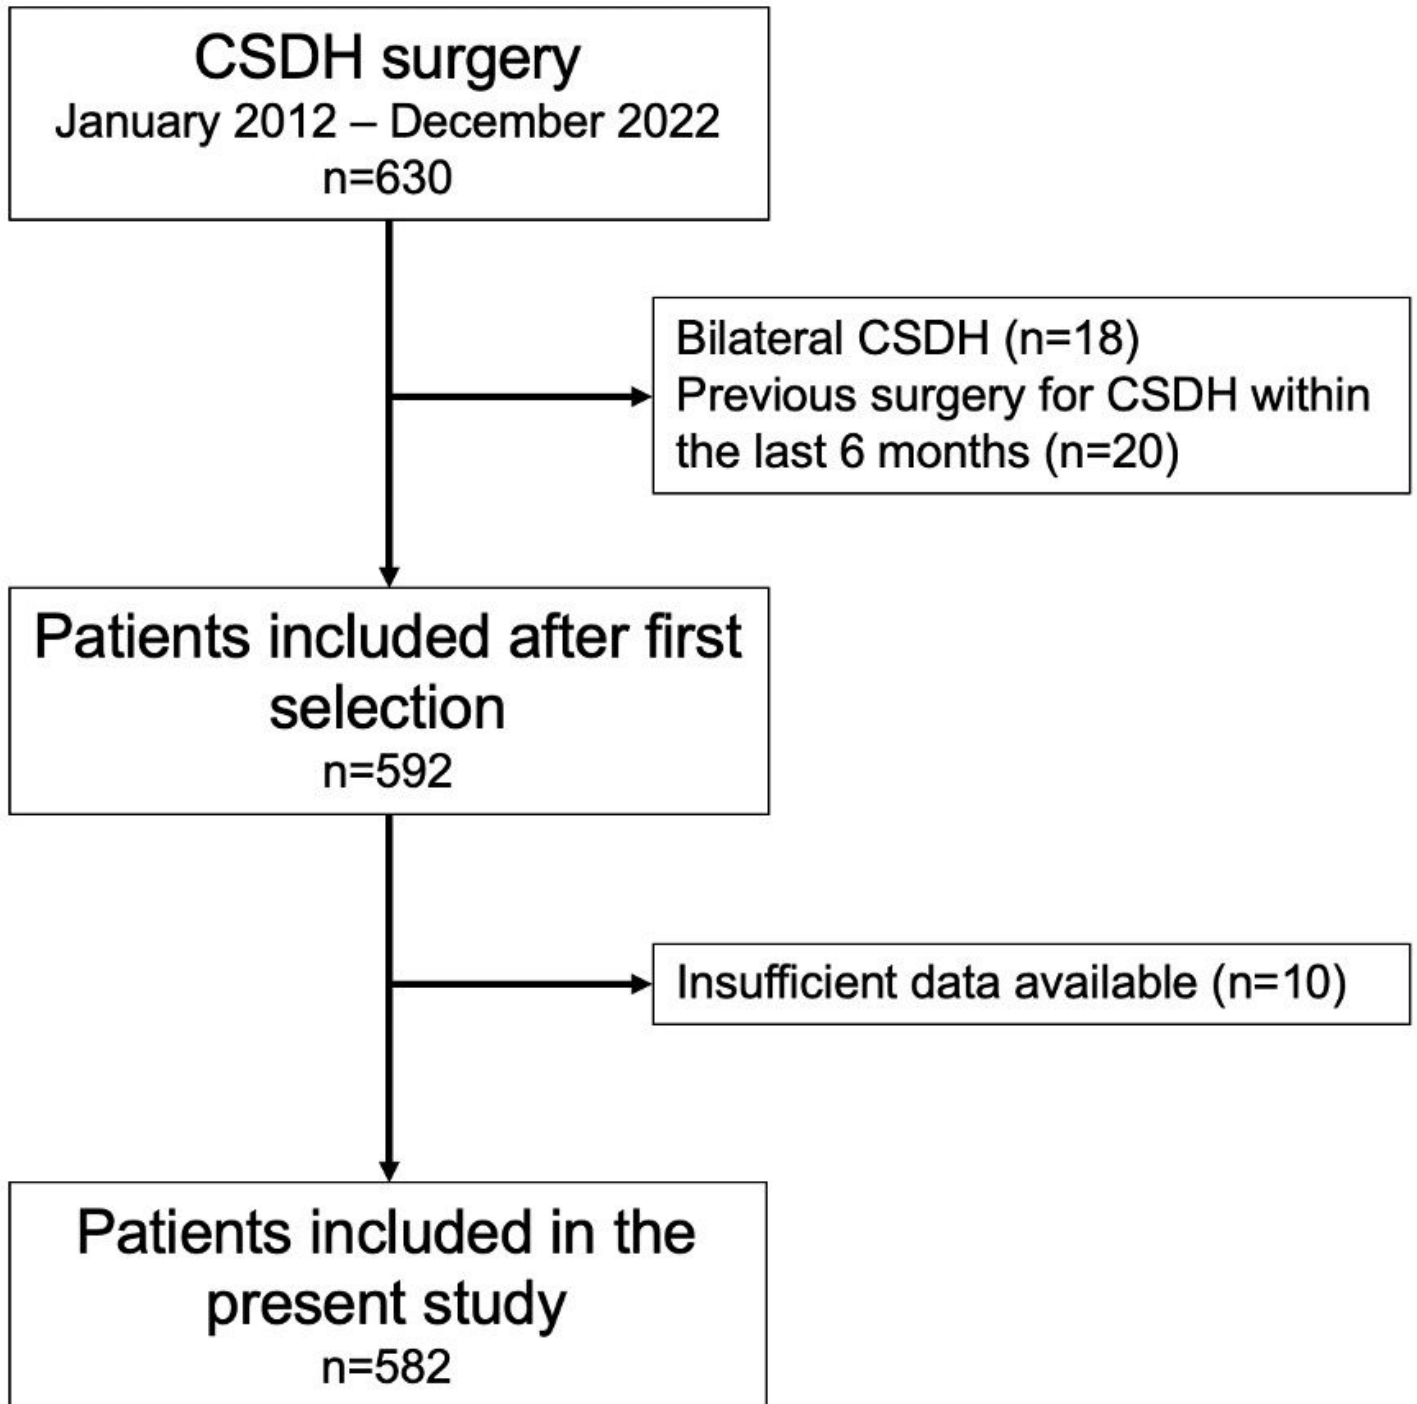 CSDH surgery
January 2012 – December 2022
n=630
Bilateral CSDH (n=18)
Previous surgery for CSDH within
the last 6 months (n=20)
Patients included after first
selection
n=592
Insufficient data available (n=10)
Patients included in the
present study
n=582